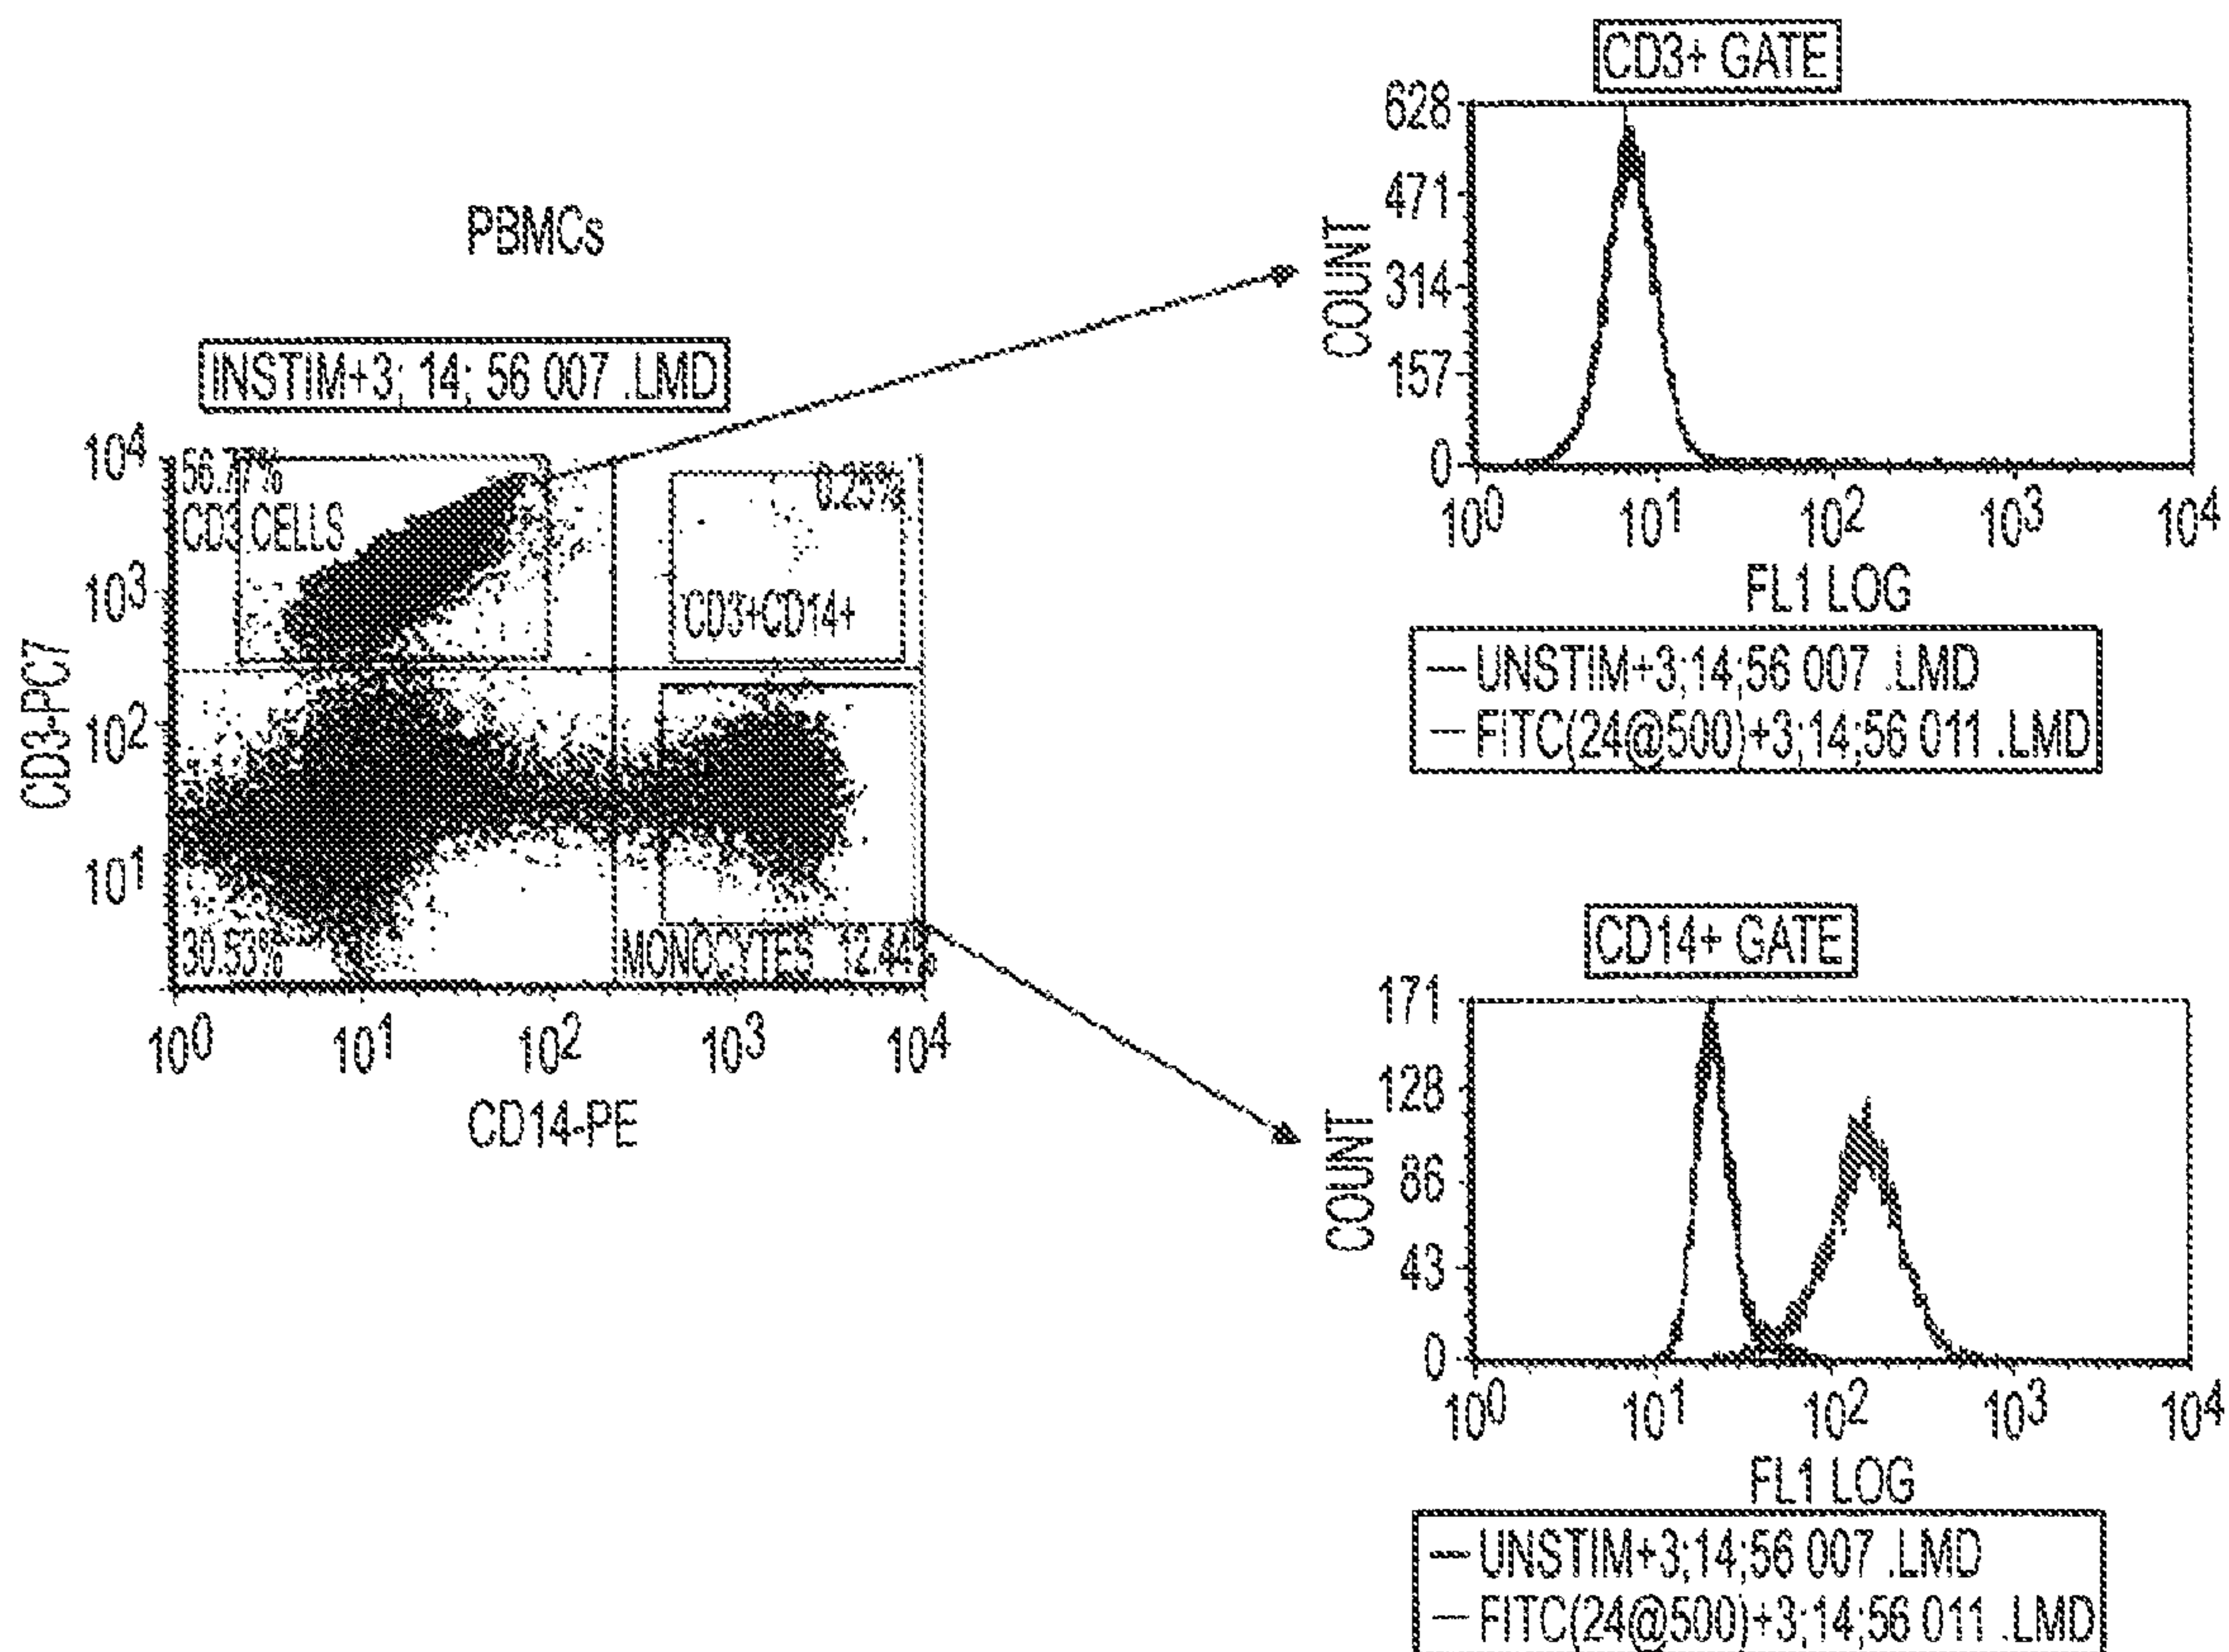 PBMCs
INSTIM+3; 14; 56 007 .LMD
CD3-PC7
10⁴
10³
10²
10¹
56.77%
CD3 CELLS
0.25%
CD3+CD14+
30.53%
MONOCYTES 12.44%
10⁰ 10¹ 10² 10³ 10⁴
CD14-PE
CD3+ GATE
COUNT
628
471
314
157
0
10⁰ 10¹ 10² 10³ 10⁴
FL1 LOG
— UNSTIM+3;14;56 007 .LMD
— FITC(24@500)+3;14;56 011 .LMD
CD14+ GATE
COUNT
171
128
86
43
0
10⁰ 10¹ 10² 10³ 10⁴
FL1 LOG
— UNSTIM+3;14;56 007 .LMD
— FITC(24@500)+3;14;56 011 .LMD